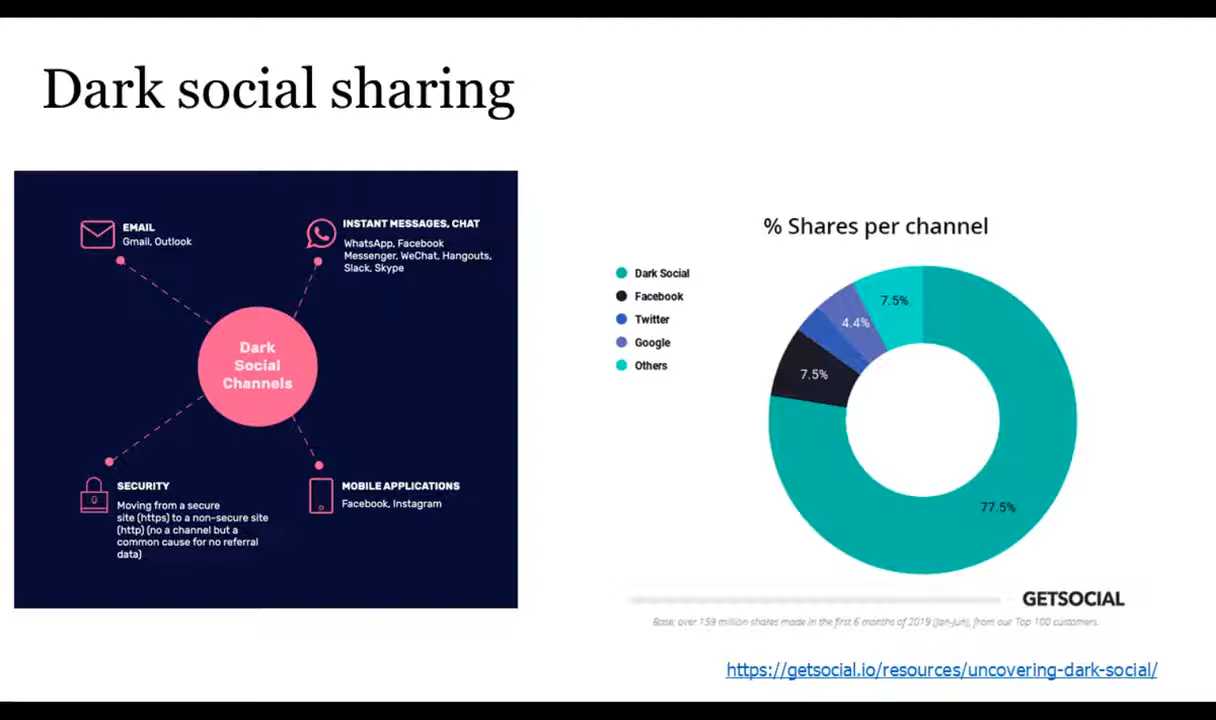 Dark social sharing
EMAIL
Gmail, Outlook
INSTANT MESSAGES, CHAT
WhatsApp, Facebook
Messenger, WeChat, Hangouts,
Slack, Skype
Dark
Social
Channels
SECURITY
Moving from a secure
site (https) to a non-secure site
(http) (no a channel but a
common cause for no referral
data)
MOBILE APPLICATIONS
Facebook, Instagram
% Shares per channel
Dark Social
Facebook
Twitter
Google
Others
7.5%
4.4%
7.5%
77.5%
GETSOCIAL
Base: over 159 million shares made in the first 6 months of 2019 (Jan-Jun), from our Top 100 customers.
https://getsocial.io/resources/uncovering-dark-social/